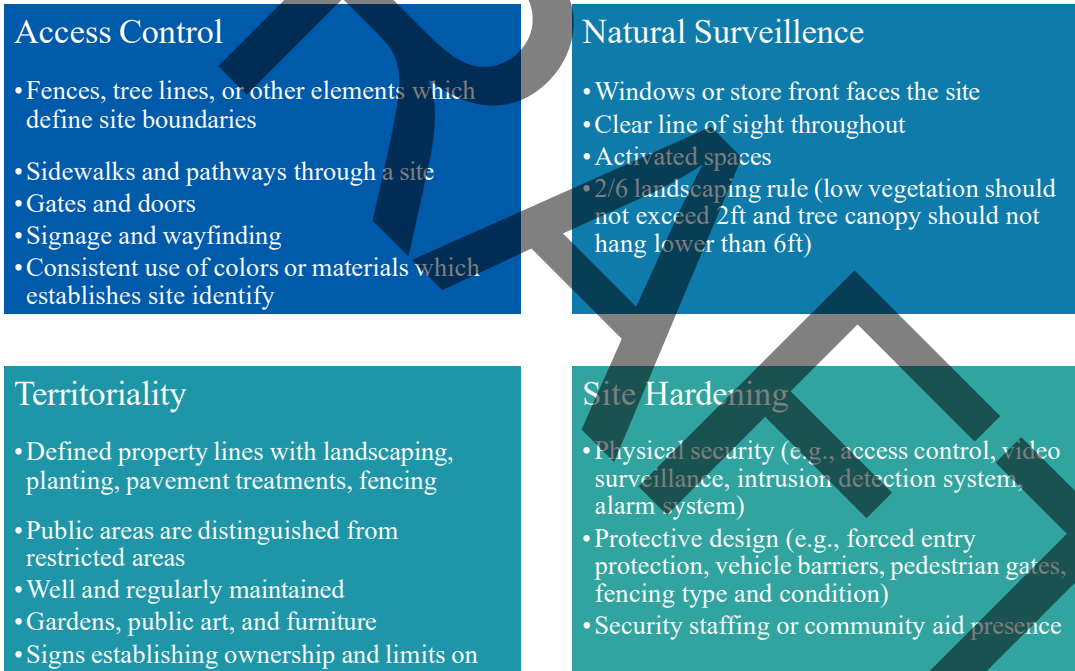 Access Control
•Fences, tree lines, or other elements which
define site boundaries
•Sidewalks and pathways through a site
•Gates and doors
•Signage and wayfinding
•Consistent use of colors or materials which
establishes site identify
Natural Surveillence
•Windows or store front faces the site
•Clear line of sight throughout
•Activated spaces
•2/6 landscaping rule (low vegetation should
not exceed 2ft and tree canopy should not
hang lower than 6ft)
Territoriality
•Defined property lines with landscaping,
planting, pavement treatments, fencing
•Public areas are distinguished from
restricted areas
•Well and regularly maintained
•Gardens, public art, and furniture
•Signs establishing ownership and limits on
Site Hardening
•Physical security (e.g., access control, video
surveillance, intrusion detection system,
alarm system)
•Protective design (e.g., forced entry
protection, vehicle barriers, pedestrian gates,
fencing type and condition)
•Security staffing or community aid presence